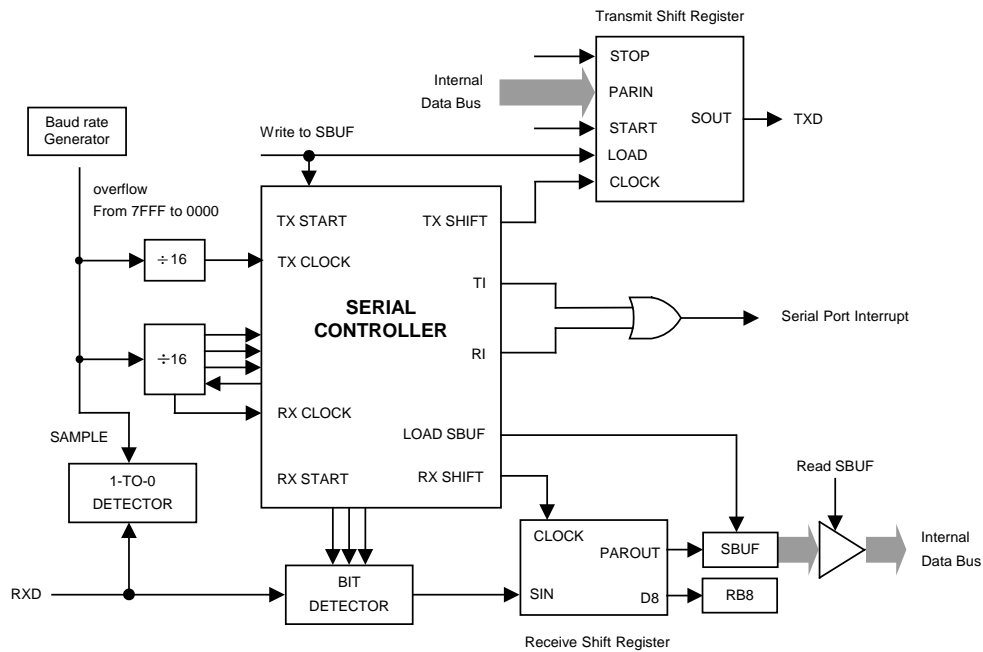 Transmit Shift Register
STOP
Internal
Data Bus
PARIN
START
SOUT
TXD
LOAD
CLOCK
Baud rate
Generator
Write to SBUF
overflow
From 7FFF to 0000
TX START
TX SHIFT
÷16
TX CLOCK
TI
SERIAL
CONTROLLER
Serial Port Interrupt
÷16
RI
RX CLOCK
SAMPLE
LOAD SBUF
1-TO-0
DETECTOR
RX START
RX SHIFT
Read SBUF
CLOCK
PAROUT
SBUF
Internal
Data Bus
RXD
BIT
DETECTOR
SIN
D8
RB8
Receive Shift Register